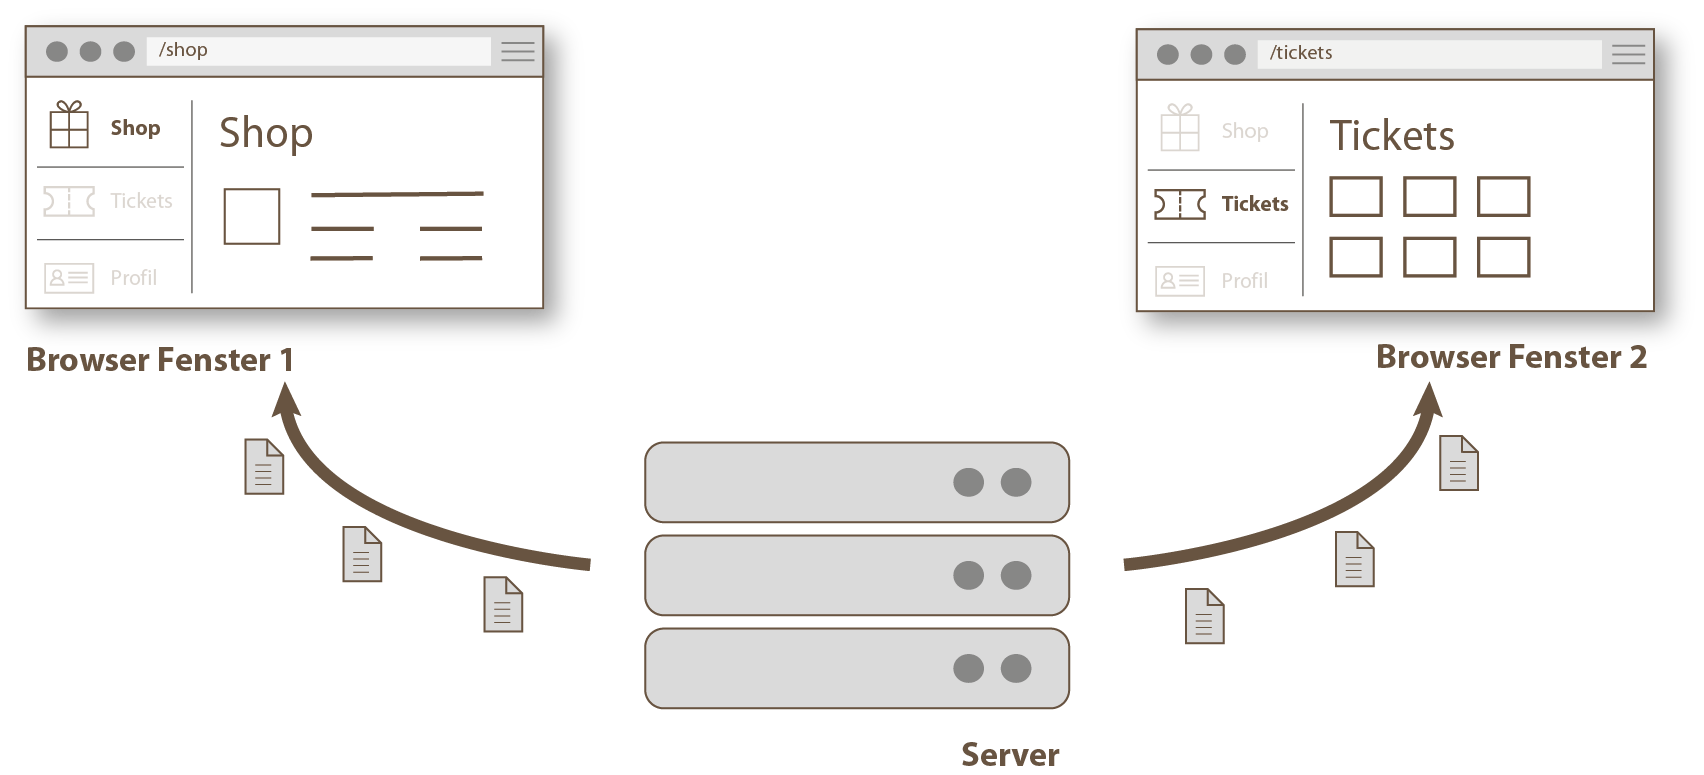 /shop
Shop
Tickets
Profil
Shop
Browser Fenster 1
/tickets
Shop
Tickets
Profil
Tickets
Browser Fenster 2
Server